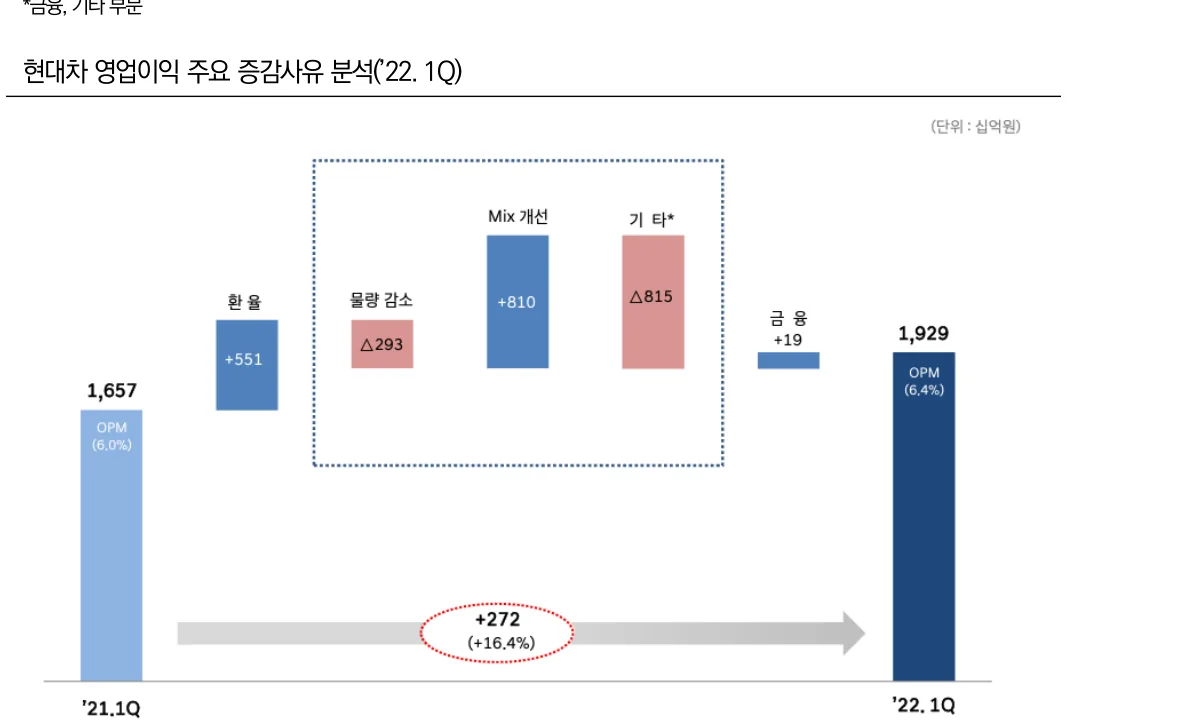 *금융, 기타 부문
현대차 영업이익 주요 증감사유 분석('22. 1Q)
(단위 : 십억원)
1,657
OPM
(6.0%)
'21.1Q
환 율
+551
물량 감소
△293
Mix 개선
+810
기 타*
△815
금 융
+19
1,929
OPM
(6.4%)
'22. 1Q
+272
(+16.4%)